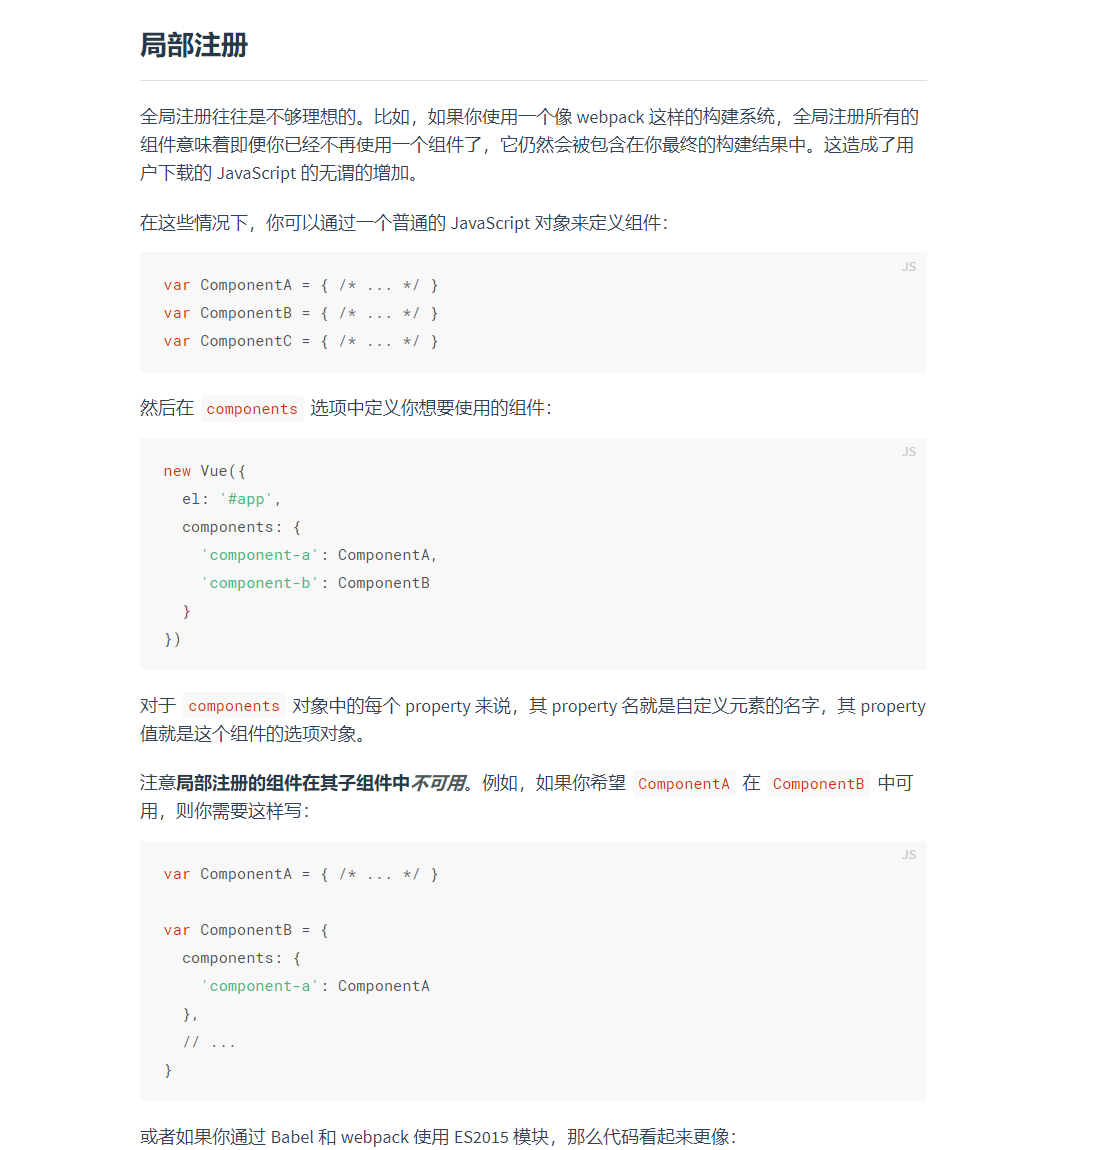 局部注册
全局注册往往是不够理想的。比如，如果你使用一个像 webpack 这样的构建系统，全局注册所有的
组件意味着即便你已经不再使用一个组件了，它仍然会被包含在你最终的构建结果中。这造成了用
户下载的 JavaScript 的无谓的增加。
在这些情况下，你可以通过一个普通的 JavaScript 对象来定义组件：
JS
var ComponentA = { /* ... */ }
var ComponentB = { /* ... */ }
var ComponentC = { /* ... */ }
然后在 components 选项中定义你想要使用的组件：
JS
new Vue({
  el: '#app',
  components: {
    'component-a': ComponentA,
    'component-b': ComponentB
  }
})
对于 components 对象中的每个 property 来说，其 property 名就是自定义元素的名字，其 property
值就是这个组件的选项对象。
注意局部注册的组件在其子组件中不可用。例如，如果你希望 ComponentA 在 ComponentB 中可
用，则你需要这样写：
JS
var ComponentA = { /* ... */ }
var ComponentB = {
  components: {
    'component-a': ComponentA
  },
  // ...
}
或者如果你通过 Babel 和 webpack 使用 ES2015 模块，那么代码看起来更像：